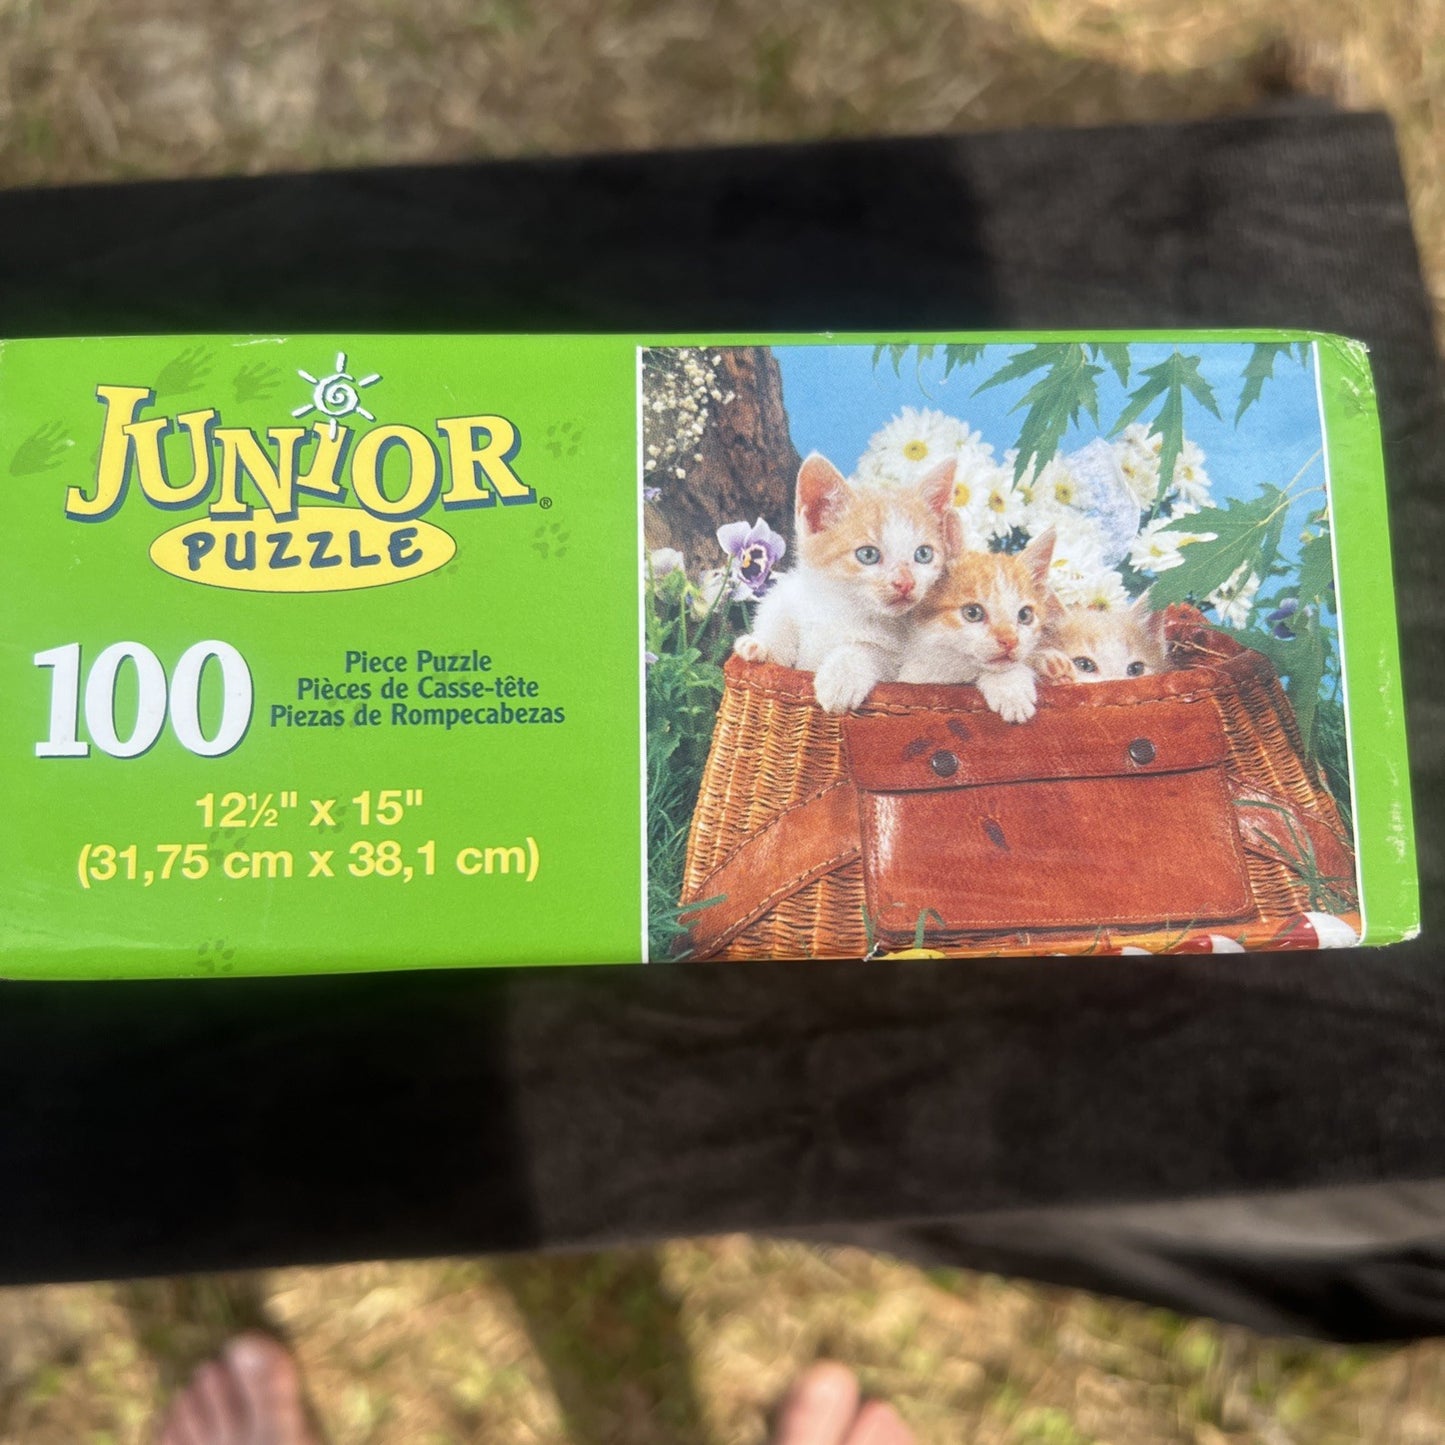 JUNIOR®
PUZZLE
100
Piece Puzzle
Pièces de Casse-tête
Piezas de Rompecabezas
12½" x 15"
(31,75 cm x 38,1 cm)